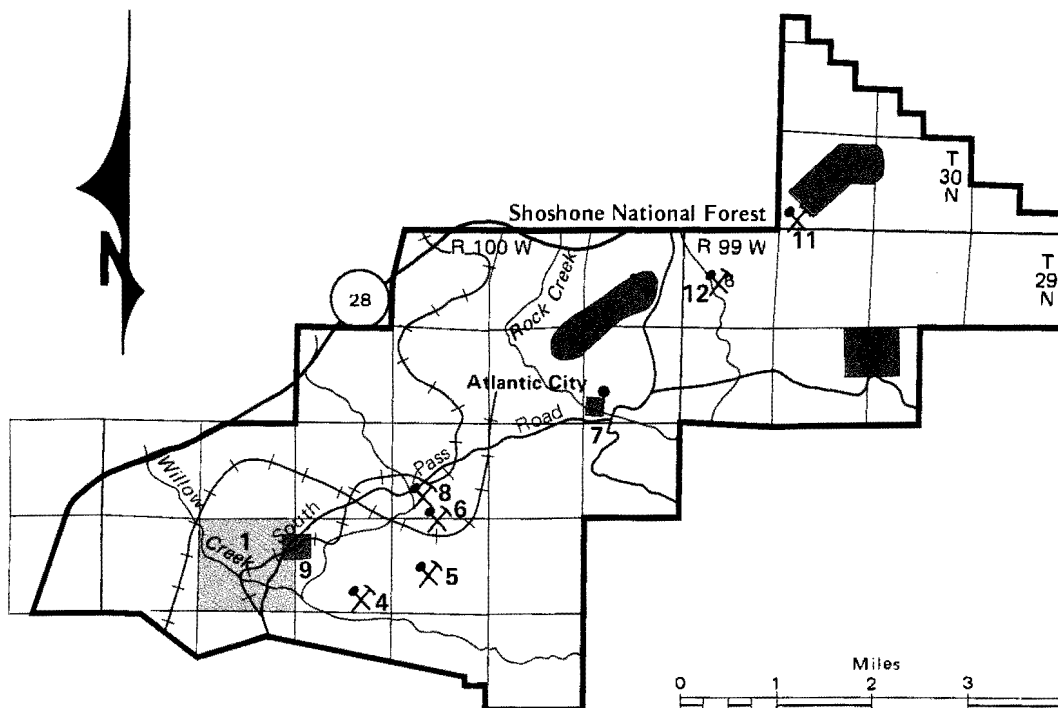 T
30
N
Shoshone National Forest
11
R 100 W
R 99 W
T
29
N
N
28
Rock Creek
12
8
Atlantic City
7
South Pass Road
8
6
Willow Creek
1
9
5
4
Miles
0 1 2 3